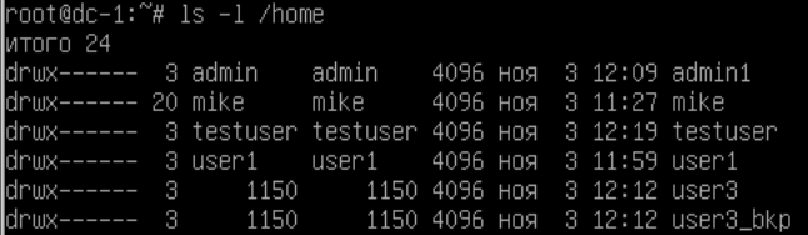 root@dc-1:~# ls -l /home
итого 24
drwx------  3 admin    admin    4096 ноя  3 12:09 admin1
drwx------ 20 mike     mike     4096 ноя  3 11:27 mike
drwx------  3 testuser testuser 4096 ноя  3 12:19 testuser
drwx------  3 user1    user1    4096 ноя  3 11:59 user1
drwx------  3     1150     1150 4096 ноя  3 12:12 user3
drwx------  3     1150     1150 4096 ноя  3 12:12 user3_bkp